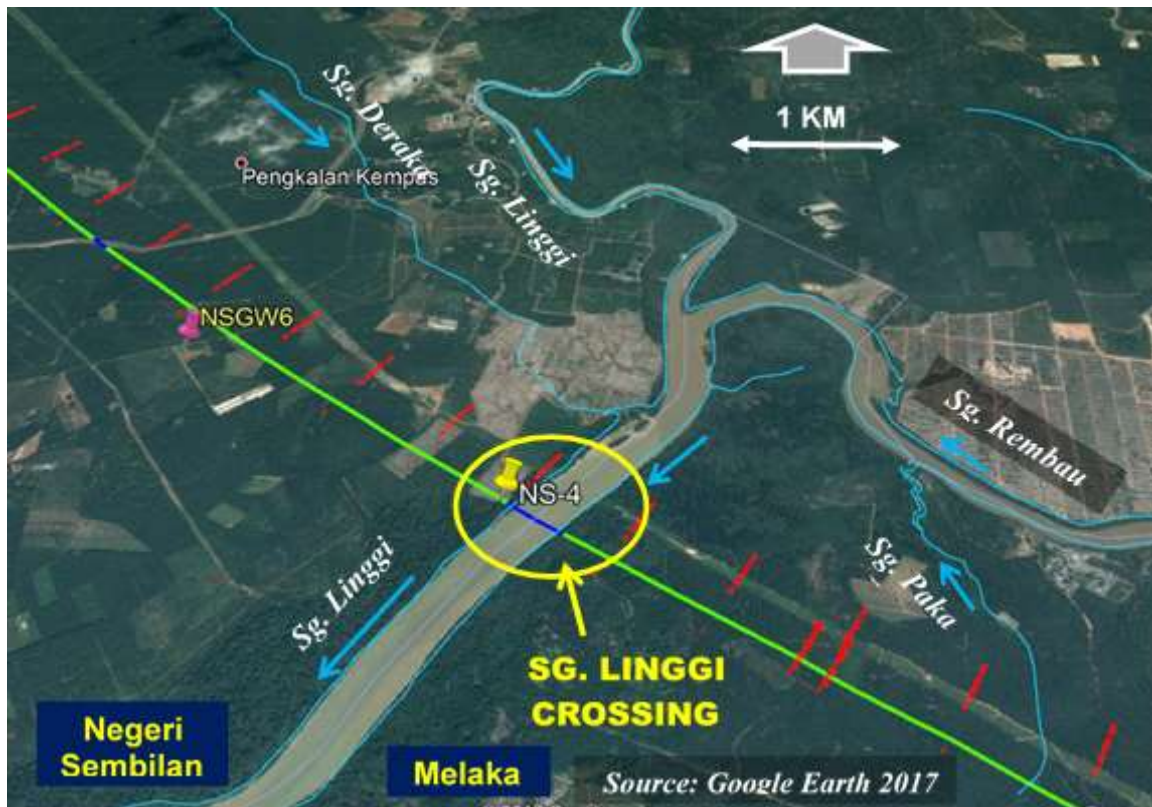 1 KM
Sg. Deraka
Pengkalan Kempas
Sg. Linggi
NSGW6
Sg. Rembau
NS-4
Sg. Linggi
Sg. Paka
SG. LINGGI
CROSSING
Negeri
Sembilan
Melaka
Source: Google Earth 2017